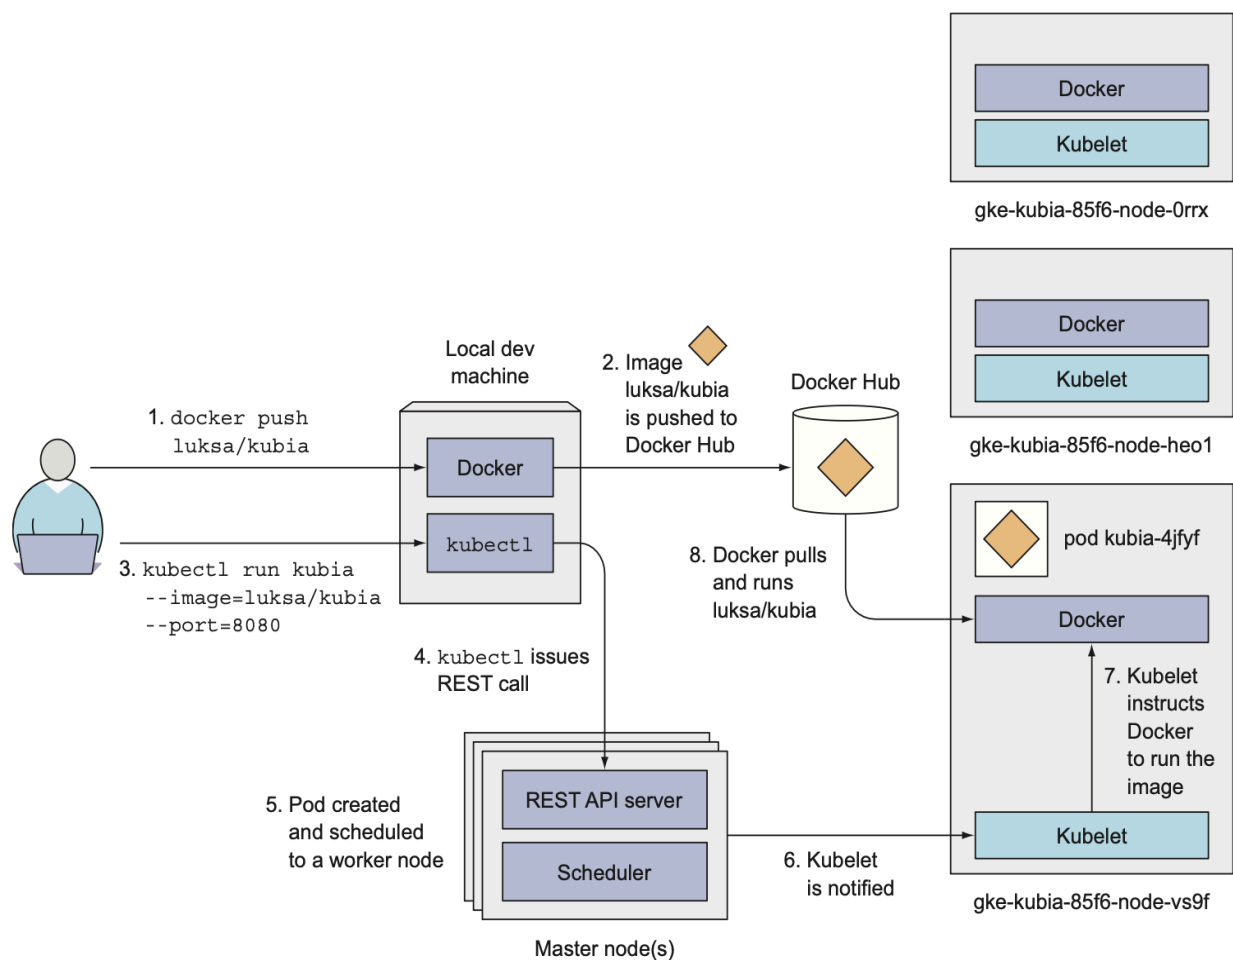 Docker
Kubelet
gke-kubia-85f6-node-0rrx
Docker
Kubelet
gke-kubia-85f6-node-heo1
Local dev
machine
1. docker push
luksa/kubia
2. Image
luksa/kubia
is pushed to
Docker Hub
Docker Hub
Docker
kubectl
3. kubectl run kubia
--image=luksa/kubia
--port=8080
4. kubectl issues
REST call
5. Pod created
and scheduled
to a worker node
REST API server
Scheduler
Master node(s)
6. Kubelet
is notified
8. Docker pulls
and runs
luksa/kubia
pod kubia-4jfyf
Docker
7. Kubelet
instructs
Docker
to run the
image
Kubelet
gke-kubia-85f6-node-vs9f